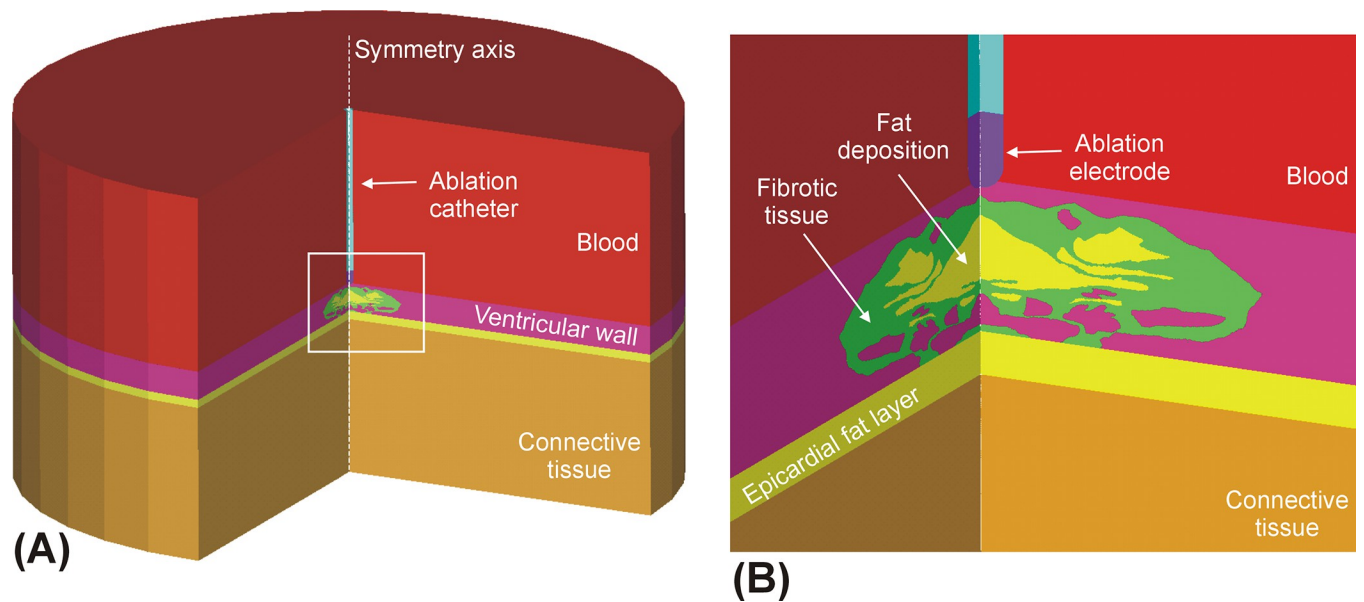 Symmetry axis
Ablation
catheter
Blood
Ventricular wall
Connective
tissue
(A)
Fat
deposition
Ablation
electrode
Fibrotic
tissue
Blood
Epicardial fat layer
Connective
tissue
(B)